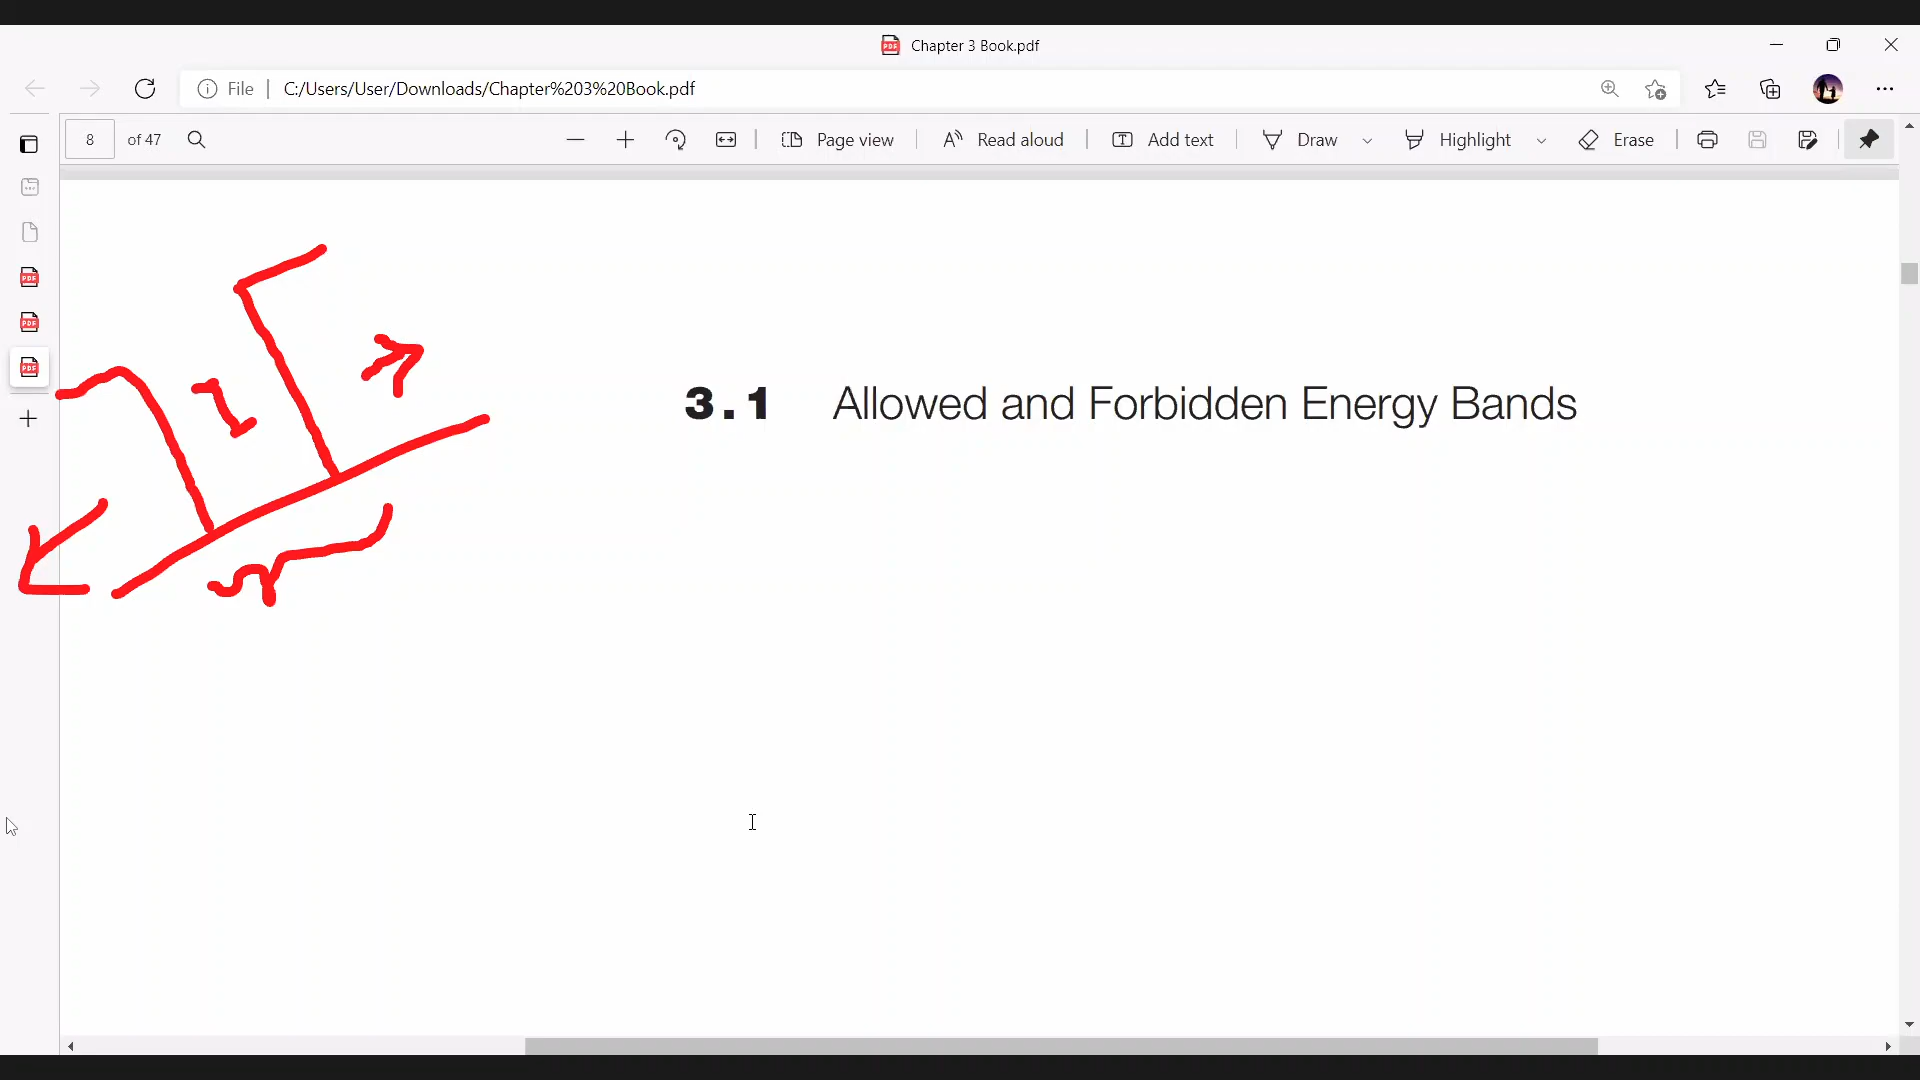 Chapter 3 Book.pdf
File | C:/Users/User/Downloads/Chapter%203%20Book.pdf
8 of 47 Page view Read aloud Add text Draw Highlight Erase
3.1 Allowed and Forbidden Energy Bands